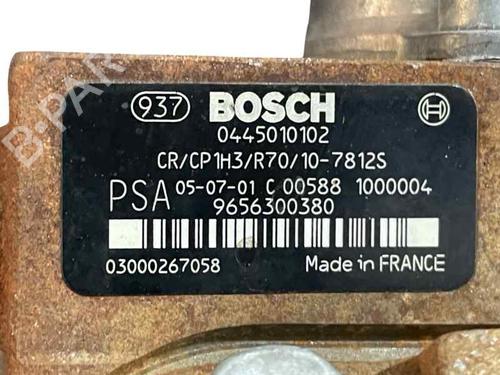 B-PARTS
937 BOSCH
0445010102
CR/CP1H3/R70/10-7812S
PSA 05-07-01 C 00588 1000004
9656300380
03000267058 Made in FRANCE